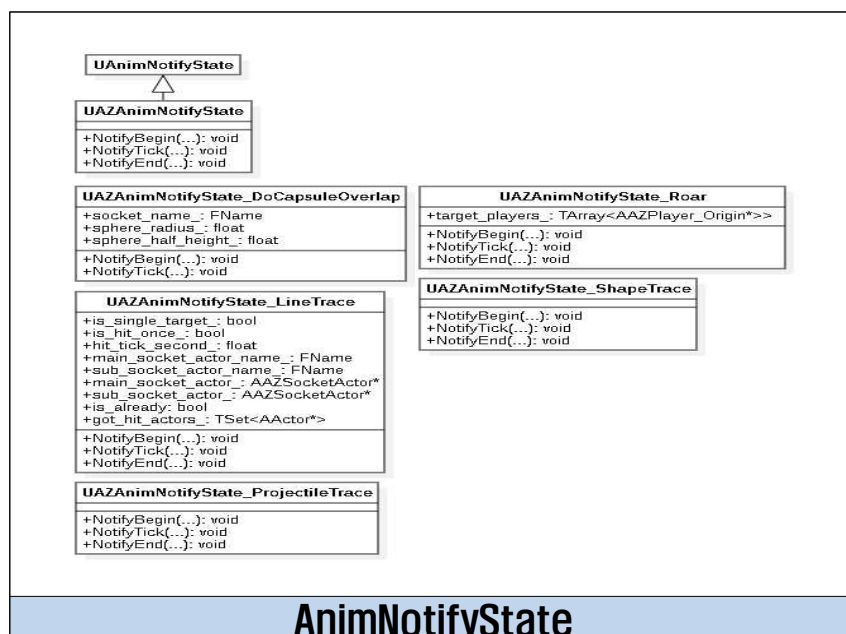 UAnimNotifyState
UAZAnimNotifyState
+NotifyBegin(...): void
+NotifyTick(...): void
+NotifyEnd(...): void
UAZAnimNotifyState_DoCapsuleOverlap
+socket_name_: FName
+sphere_radius_: float
+sphere_half_height_: float
+NotifyBegin(...): void
+NotifyTick(...): void
UAZAnimNotifyState_Roar
+target_players_: TArray<AAZPlayer_Origin*>>
+NotifyBegin(...): void
+NotifyTick(...): void
+NotifyEnd(...): void
UAZAnimNotifyState_LineTrace
+is_single_target_: bool
+is_hit_once_: bool
+hit_tick_second_: float
+main_socket_actor_name_: FName
+sub_socket_actor_name_: FName
+main_socket_actor_: AAZSocketActor*
+sub_socket_actor_: AAZSocketActor*
+is_already: bool
+got_hit_actors_: TSet<AActor*>
+NotifyBegin(...): void
+NotifyTick(...): void
+NotifyEnd(...): void
UAZAnimNotifyState_ShapeTrace
+NotifyBegin(...): void
+NotifyTick(...): void
+NotifyEnd(...): void
UAZAnimNotifyState_ProjectileTrace
+NotifyBegin(...): void
+NotifyTick(...): void
+NotifyEnd(...): void
AnimNotifyState